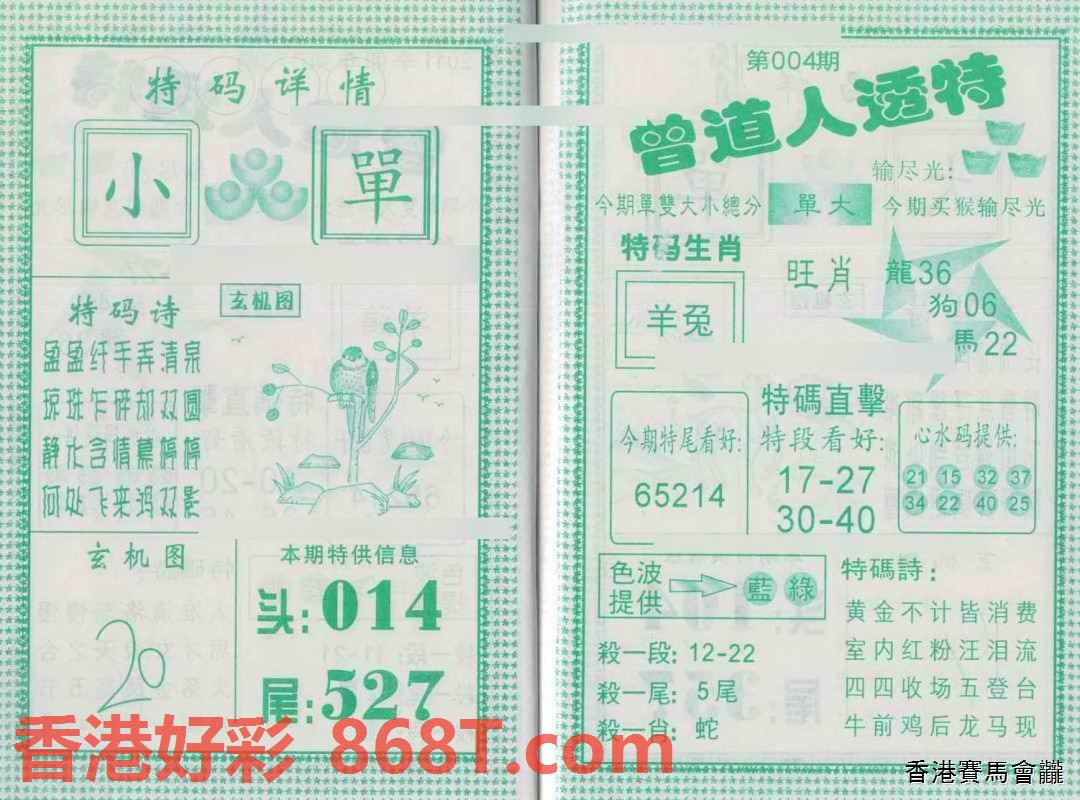 特码详情
小
單
特码诗
玄机图
盈盈纤手弄清泉
琼珠乍碎却双圆
静化含情慕婷婷
何处飞来鸿双影
玄机图
20
本期特供信息
头:014
尾:527
第004期
曾道人透特
输尽光:
今期單雙大小總分
單大
今期买猴输尽光
特码生肖
羊兔
旺肖
龍36
狗06
馬22
今期特尾看好:
65214
特碼直擊
特段看好:
17-27
30-40
心水码提供:
21 15 32 37
34 22 40 25
色波
提供
藍 綠
殺一段: 12-22
殺一尾: 5尾
殺一肖: 蛇
特碼詩:
黄金不计皆消费
室内红粉汪泪流
四四收场五登台
牛前鸡后龙马现
香港好彩 868T.com
香港賽馬會